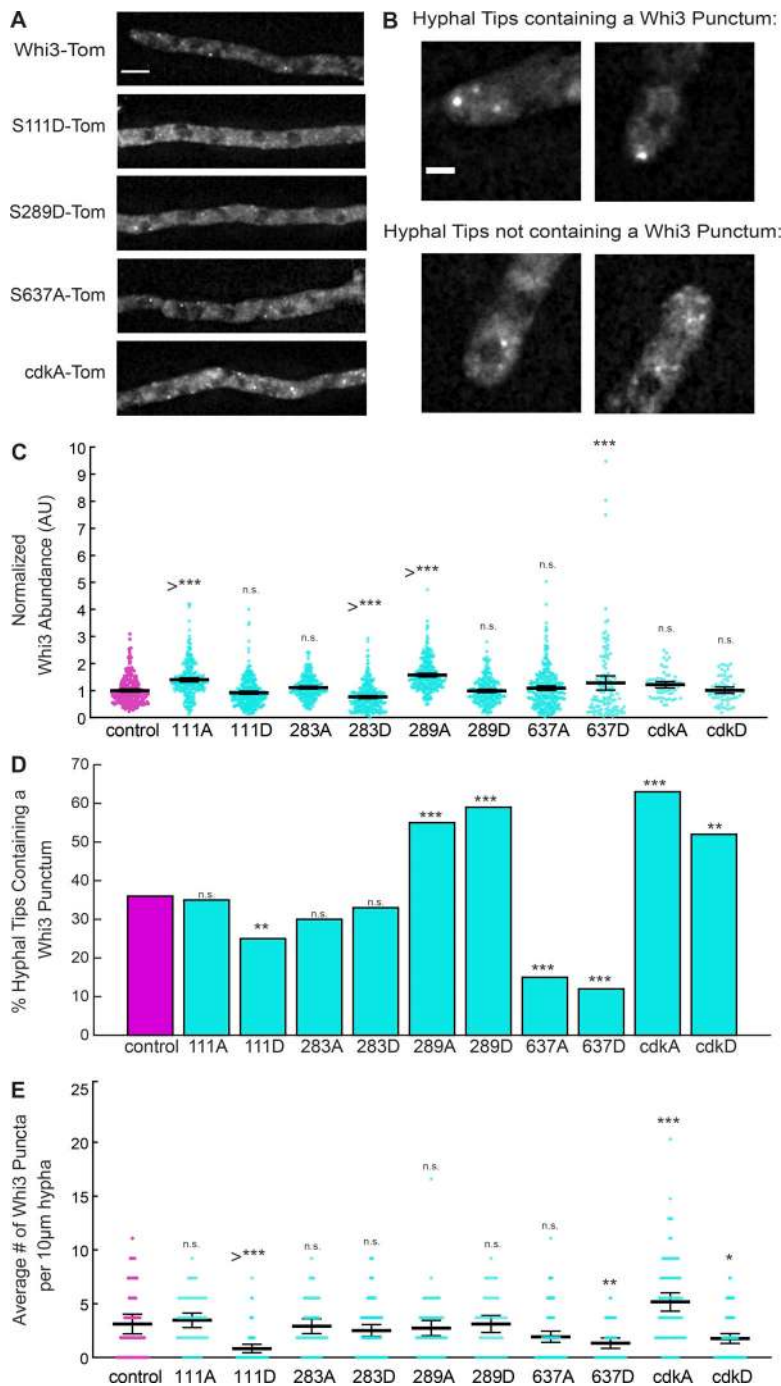 A
Whi3-Tom
S111D-Tom
S289D-Tom
S637A-Tom
cdkA-Tom
B
Hyphal Tips containing a Whi3 Punctum:
Hyphal Tips not containing a Whi3 Punctum:
C
Normalized
Whi3 Abundance (AU)
10
9
8
7
6
5
4
3
2
1
0
>***
n.s.
n.s.
>***
>***
n.s.
n.s.
***
n.s.
n.s.
control 111A 111D 283A 283D 289A 289D 637A 637D cdkA cdkD
D
% Hyphal Tips Containing a
Whi3 Punctum
70
60
50
40
30
20
10
0
n.s.
**
n.s.
n.s.
***
***
***
***
***
**
control 111A 111D 283A 283D 289A 289D 637A 637D cdkA cdkD
E
Average # of Whi3 Puncta
per 10μm hypha
25
20
15
10
5
0
n.s.
>***
n.s.
n.s.
n.s.
n.s.
n.s.
**
***
*
control 111A 111D 283A 283D 289A 289D 637A 637D cdkA cdkD